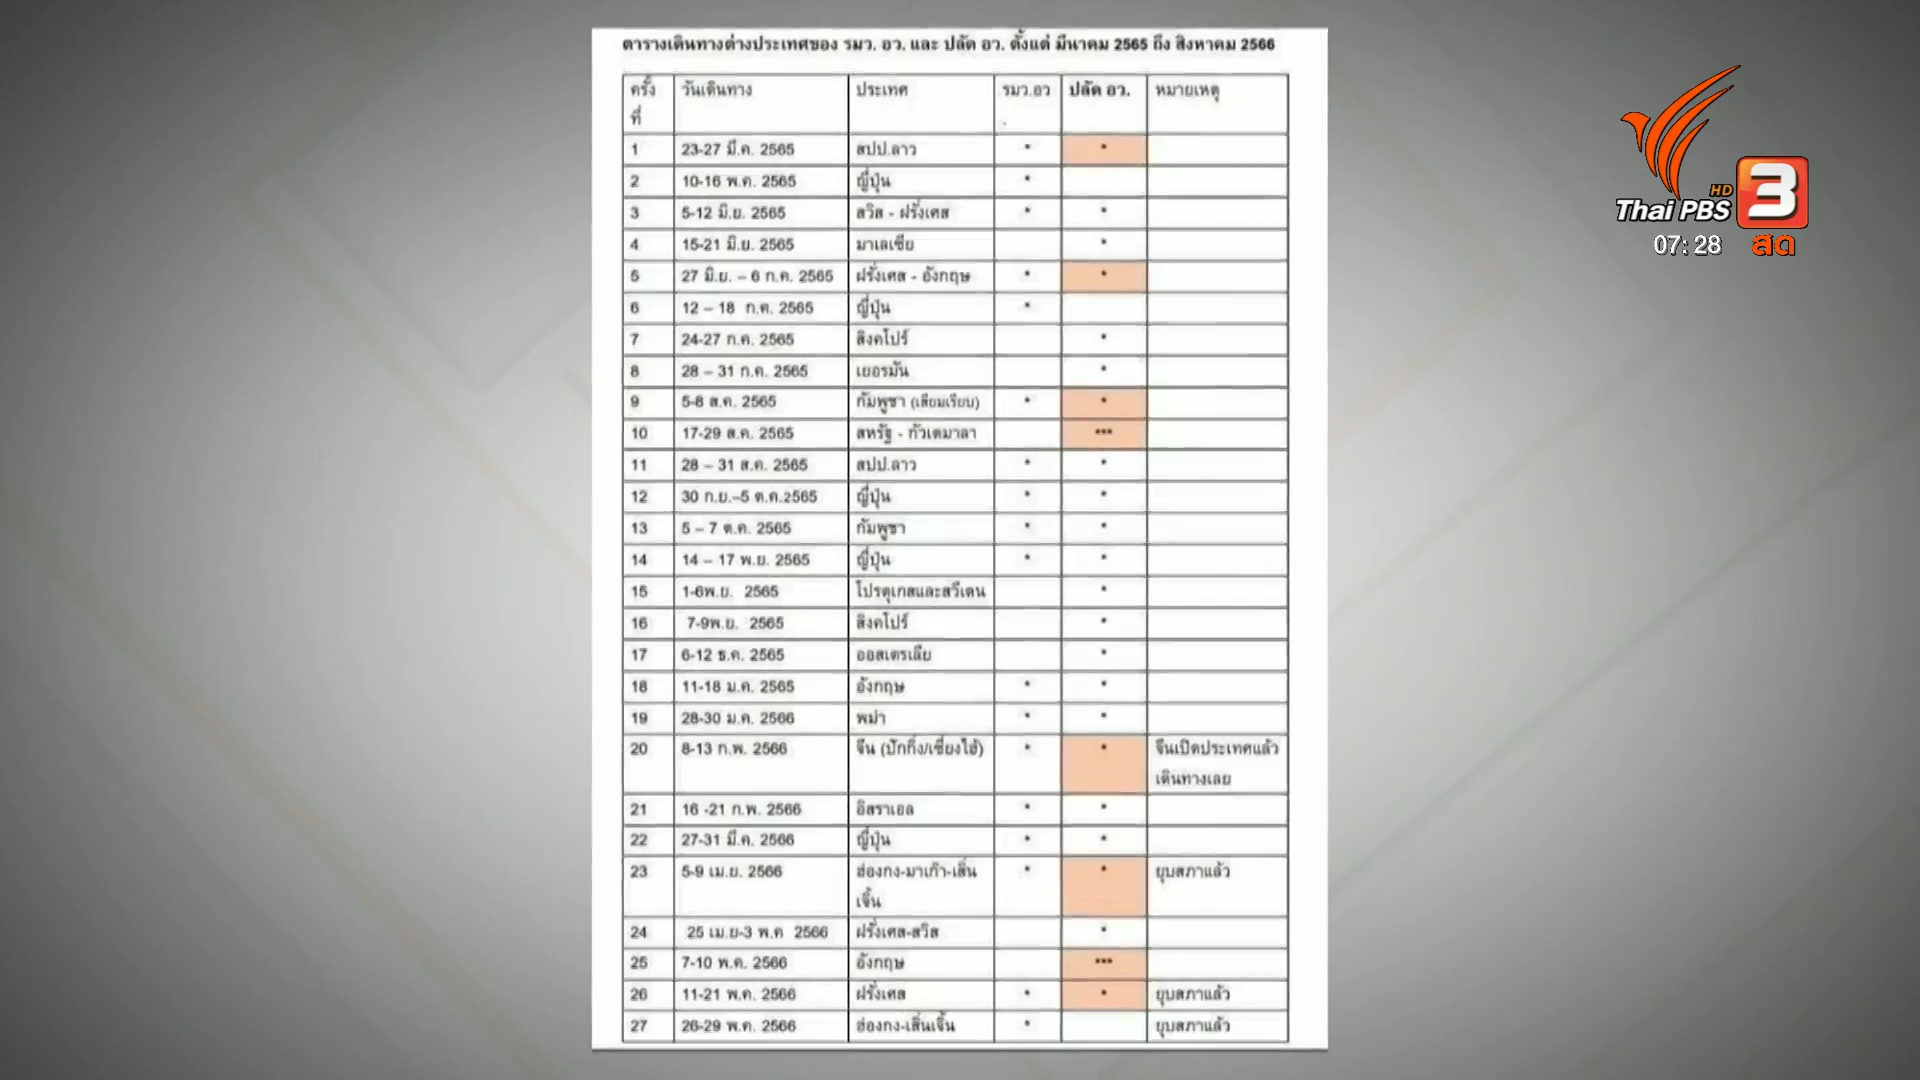 ตารางเดินทางต่างประเทศของ รมว. อว. และ ปลัด อว. ตั้งแต่ มีนาคม 2565 ถึง สิงหาคม 2566
ครั้งที่ วันเดินทาง ประเทศ รมว.อว. ปลัด อว. หมายเหตุ
1 23-27 มี.ค. 2565 สปป.ลาว * *
2 10-16 พ.ค. 2565 ญี่ปุ่น *
3 5-12 มิ.ย. 2565 สวิส - ฝรั่งเศส * *
4 15-21 มิ.ย. 2565 มาเลเซีย *
5 27 มิ.ย. – 6 ก.ค. 2565 ฝรั่งเศส - อังกฤษ * *
6 12 – 18 ก.ค. 2565 ญี่ปุ่น *
7 24-27 ก.ค. 2565 สิงคโปร์ *
8 28 – 31 ก.ค. 2565 เยอรมัน *
9 5-8 ส.ค. 2565 กัมพูชา (เสียมเรียบ) * *
10 17-29 ส.ค. 2565 สหรัฐ - กัวเตมาลา ***
11 28 – 31 ส.ค. 2565 สปป.ลาว * *
12 30 ก.ย.–5 ต.ค.2565 ญี่ปุ่น * *
13 5 – 7 ต.ค. 2565 กัมพูชา * *
14 14 – 17 พ.ย. 2565 ญี่ปุ่น * *
15 1-6พ.ย. 2565 โปรตุเกสและสวีเดน *
16 7-9พ.ย. 2565 สิงคโปร์ *
17 6-12 ธ.ค. 2565 ออสเตรเลีย *
18 11-18 ม.ค. 2565 อังกฤษ * *
19 28-30 ม.ค. 2566 พม่า * *
20 8-13 ก.พ. 2566 จีน (ปักกิ่ง/เซี่ยงไฮ้) * * จีนเปิดประเทศแล้ว
เดินทางเลย
21 16 -21 ก.พ. 2566 อิสราเอล * *
22 27-31 มี.ค. 2566 ญี่ปุ่น * *
23 5-9 เม.ย. 2566 ฮ่องกง-มาเก๊า-เสิ่น * * ยุบสภาแล้ว
เจิ้น
24 25 เม.ย-3 พ.ค 2566 ฝรั่งเศส-สวิส *
25 7-10 พ.ค. 2566 อังกฤษ ***
26 11-21 พ.ค. 2566 ฝรั่งเศส * * ยุบสภาแล้ว
27 26-29 พ.ค. 2566 ฮ่องกง-เสิ่นเจิ้น * ยุบสภาแล้ว
Thai PBS HD 3
07:28 สด